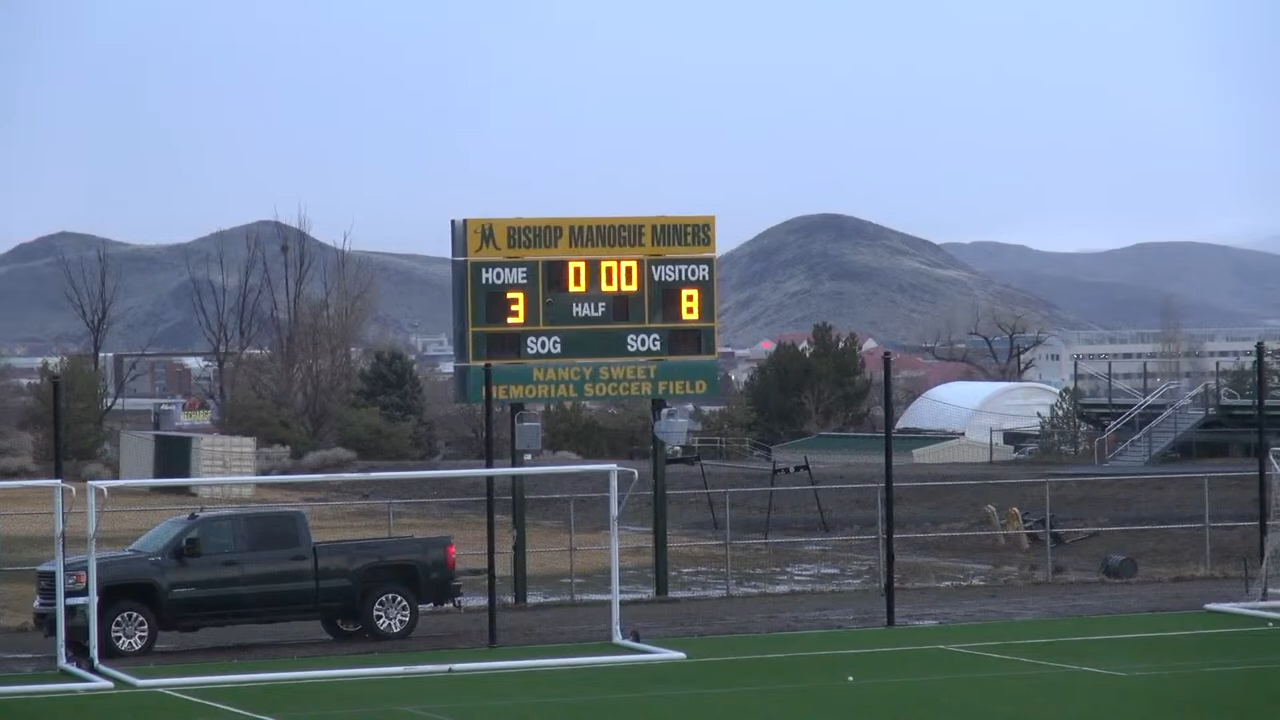 BISHOP MANOGUE MINERS
HOME 0 00 VISITOR
3 HALF 8
SOG SOG
NANCY SWEET
MEMORIAL SOCCER FIELD